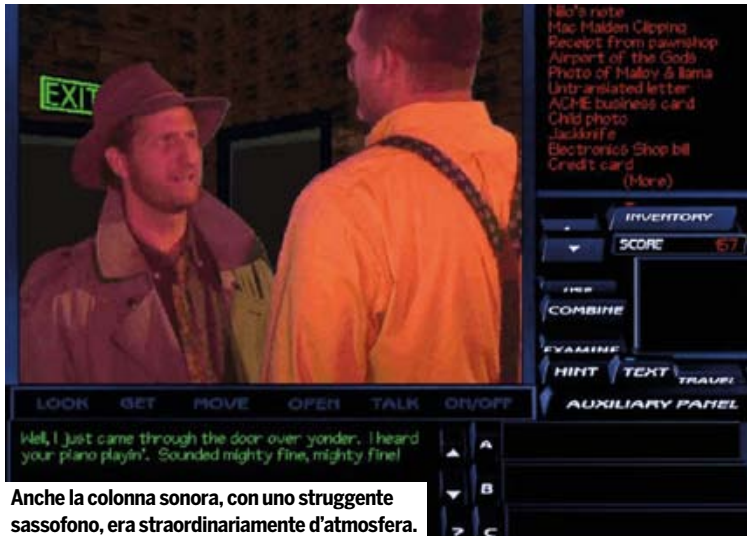 EXIT
Nilo's note
Mac Malden Clipping
Receipt from pawnshop
Airport of the Gods
Photo of Malloy & llama
Untranslated letter
ACME business card
Child photo
Jackknife
Electronics Shop bill
Credit card
(More)
INVENTORY
SCORE 157
COMBINE
EXAMINE
HINT TEXT TRAVEL
AUXILIARY PANEL
LOOK GET MOVE OPEN TALK ON/OFF
Well, I just came through the door over yonder. I heard
your piano playin'. Sounded mighty fine, mighty fine!
A
B
C
Anche la colonna sonora, con uno struggente
sassofono, era straordinariamente d'atmosfera.